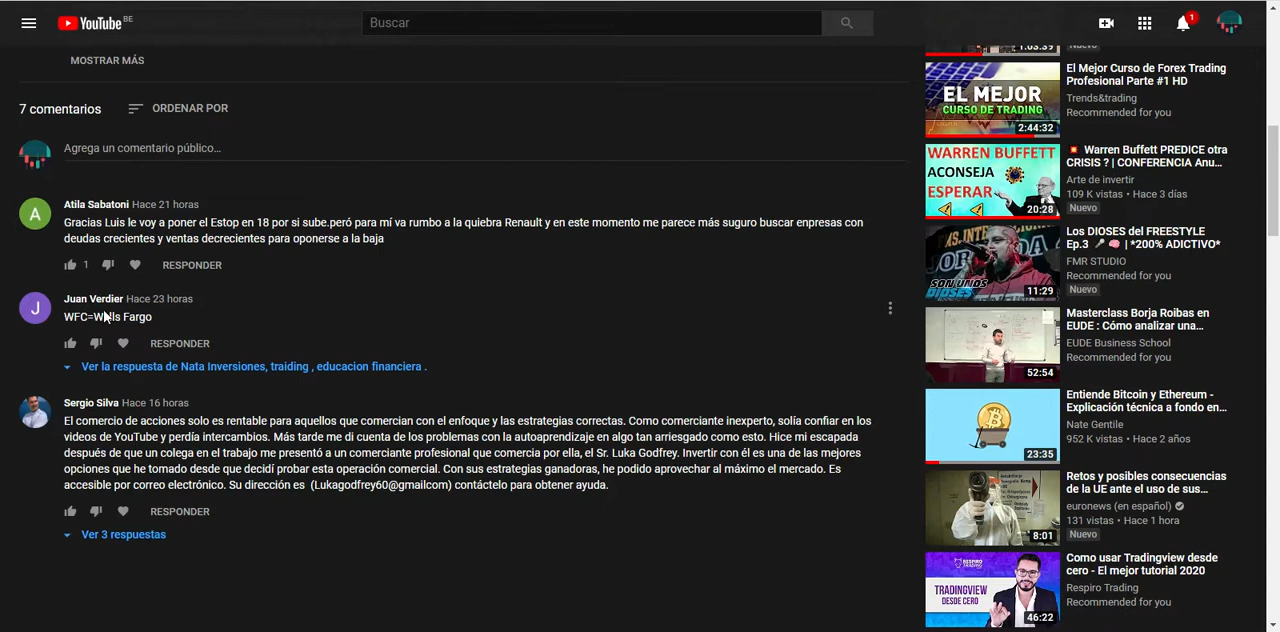 YouTube BE
Buscar
1
MOSTRAR MÁS
7 comentarios
ORDENAR POR
Agrega un comentario público...
A
Atila Sabatoni Hace 21 horas
Gracias Luis le voy a poner el Estop en 18 por si sube.pero para mí va rumbo a la quiebra Renault y en este momento me parece más suguro buscar enpresas con
deudas crecientes y ventas decrecientes para oponerse a la baja
1
RESPONDER
J
Juan Verdier Hace 23 horas
WFC=Wells Fargo
RESPONDER
Ver la respuesta de Nata Inversiones, traiding , educacion financiera .
Sergio Silva Hace 16 horas
El comercio de acciones solo es rentable para aquellos que comercian con el enfoque y las estrategias correctas. Como comerciante inexperto, solía confiar en los
videos de YouTube y perdía intercambios. Más tarde me di cuenta de los problemas con la autoaprendizaje en algo tan arriesgado como esto. Hice mi escapada
después de que un colega en el trabajo me presentó a un comerciante profesional que comercia por ella, el Sr. Luka Godfrey. Invertir con él es una de las mejores
opciones que he tomado desde que decidí probar esta operación comercial. Con sus estrategias ganadoras, he podido aprovechar al máximo el mercado. Es
accesible por correo electrónico. Su dirección es (Lukagodfrey60@gmailcom) contáctelo para obtener ayuda.
RESPONDER
Ver 3 respuestas
1:03:39
Nuevo
EL MEJOR
CURSO DE TRADING
2:44:32
El Mejor Curso de Forex Trading
Profesional Parte #1 HD
Trends&trading
Recommended for you
WARREN BUFFETT
ACONSEJA
ESPERAR
20:28
Warren Buffett PREDICE otra
CRISIS ? | CONFERENCIA Anu...
Arte de invertir
109 K vistas • Hace 3 días
Nuevo
SON UNOS
DIOSES
11:29
Los DIOSES del FREESTYLE
Ep.3 | *200% ADICTIVO*
FMR STUDIO
Recommended for you
Nuevo
52:54
Masterclass Borja Roibas en
EUDE : Cómo analizar una...
EUDE Business School
Recommended for you
23:35
Entiende Bitcoin y Ethereum -
Explicación técnica a fondo en...
Nate Gentile
952 K vistas • Hace 2 años
8:01
Retos y posibles consecuencias
de la UE ante el uso de sus...
euronews (en español)
131 vistas • Hace 1 hora
Nuevo
RESPIRO
TRADING
TRADINGVIEW
DESDE CERO
46:22
Como usar Tradingview desde
cero - El mejor tutorial 2020
Respiro Trading
Recommended for you